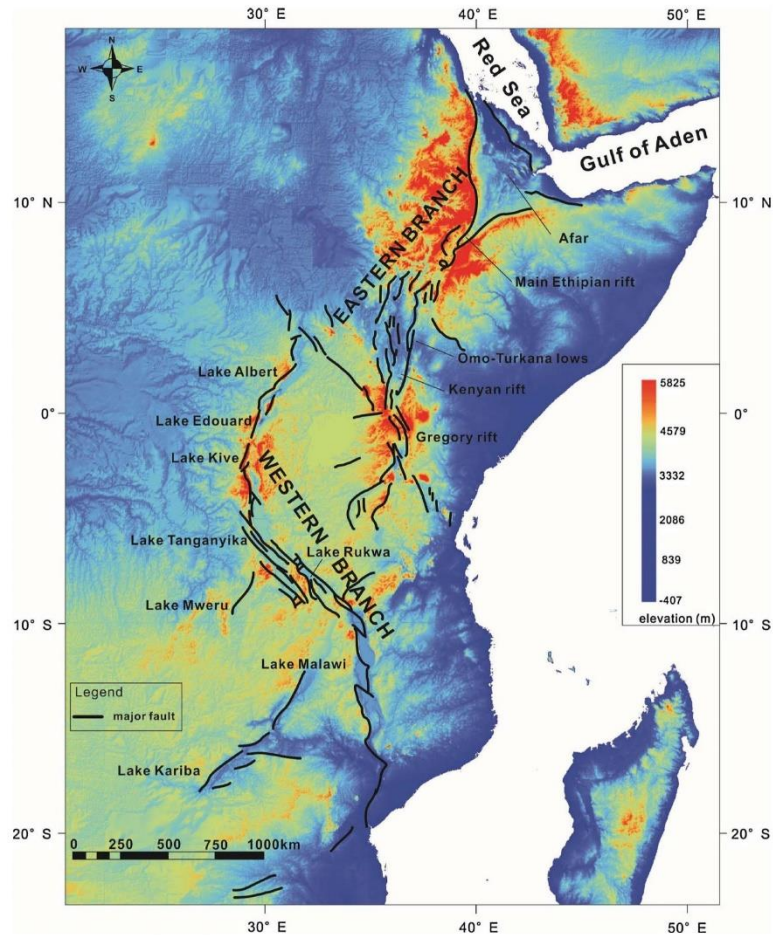 30° E
40° E
50° E
N
W
E
S
Red Sea
Gulf of Aden
10° N
10° N
EASTERN BRANCH
Afar
Main Ethipian rift
Omo-Turkana lows
Lake Albert
Kenyan rift
0°
0°
Lake Edouard
Gregory rift
Lake Kive
WESTERN BRANCH
5825
4579
3332
2086
839
-407
elevation (m)
Lake Tanganyika
Lake Rukwa
Lake Mweru
10° S
10° S
Lake Malawi
Legend
major fault
Lake Kariba
20° S
20° S
0 250 500 1000km
30° E
40° E
50° E